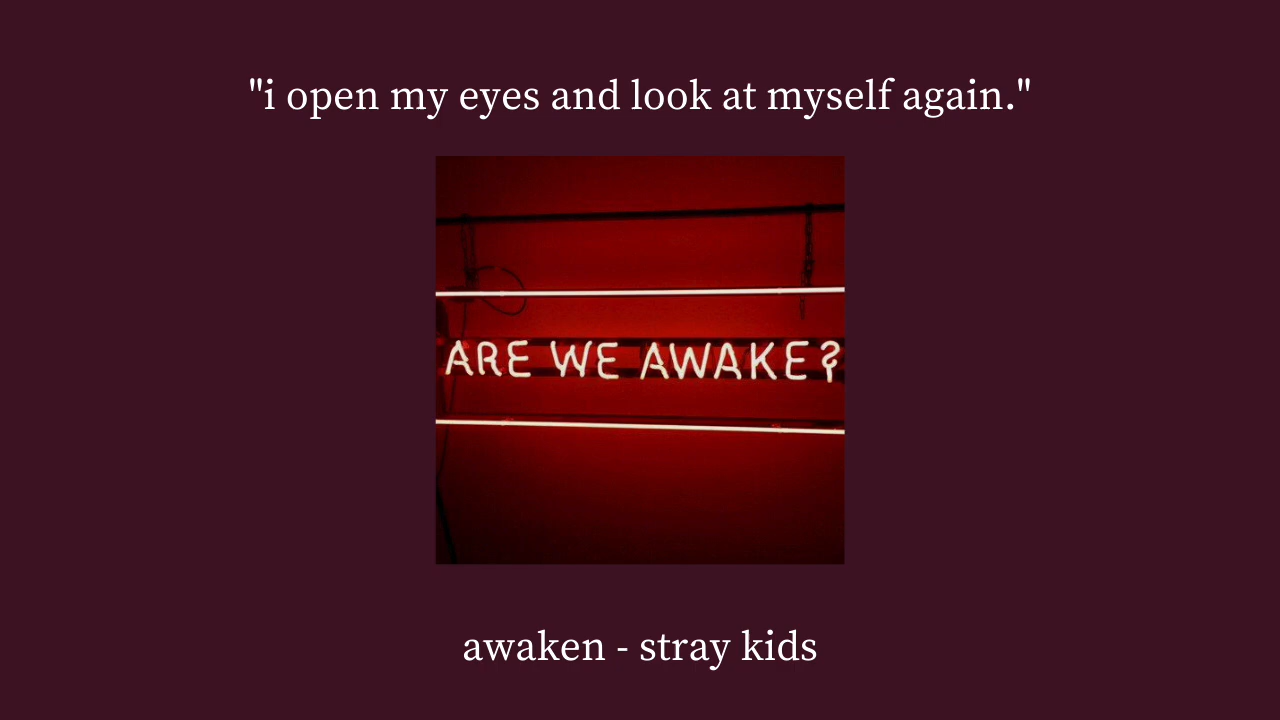 "i open my eyes and look at myself again."
ARE WE AWAKE?
awaken - stray kids